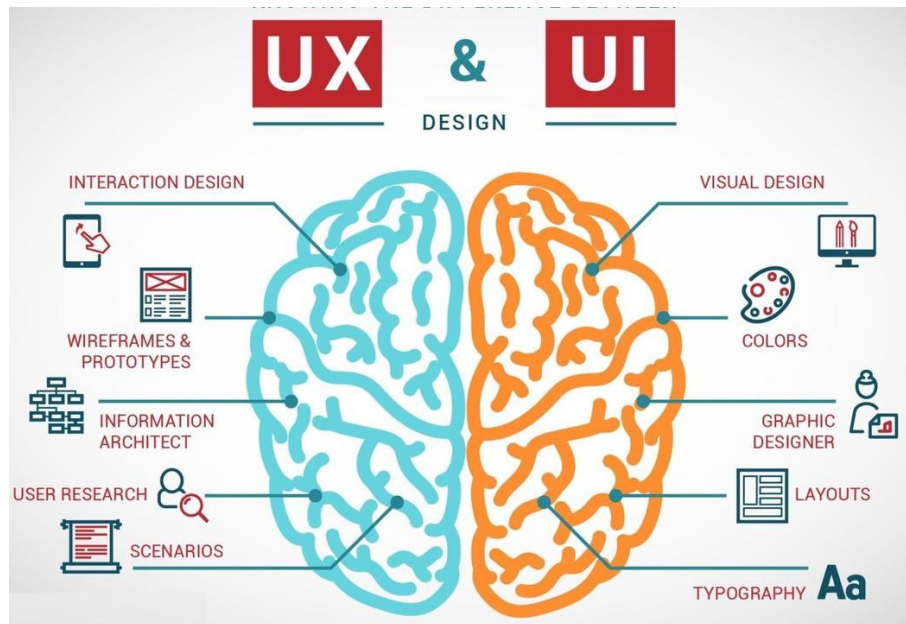 UX & UI
DESIGN
INTERACTION DESIGN
WIREFRAMES &
PROTOTYPES
INFORMATION
ARCHITECT
USER RESEARCH
SCENARIOS
VISUAL DESIGN
COLORS
GRAPHIC
DESIGNER
LAYOUTS
TYPOGRAPHY Aa